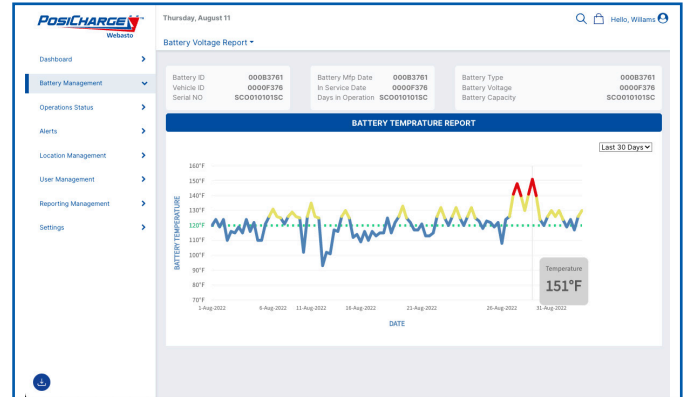 POSICHARGE
Webasto
Thursday, August 11
Hello, Willams
Battery Voltage Report
Dashboard
Battery Management
Operations Status
Alerts
Location Management
User Management
Reporting Management
Settings
Battery ID 000B3761
Vehicle ID 0000F376
Serial NO SCO010101SC
Battery Mfp Date 000B3761
In Service Date 0000F376
Days in Operation SCO010101SC
Battery Type 000B3761
Battery Voltage 0000F376
Battery Capacity SCO010101SC
BATTERY TEMPRATURE REPORT
Last 30 Days
BATTERY TEMPERATURE
160°F
150°F
140°F
130°F
120°F
110°F
100°F
90°F
80°F
70°F
Temperature
151°F
1-Aug-2022 6-Aug-2022 11-Aug-2022 16-Aug-2022 21-Aug-2022 26-Aug-2022 31-Aug-2022
DATE